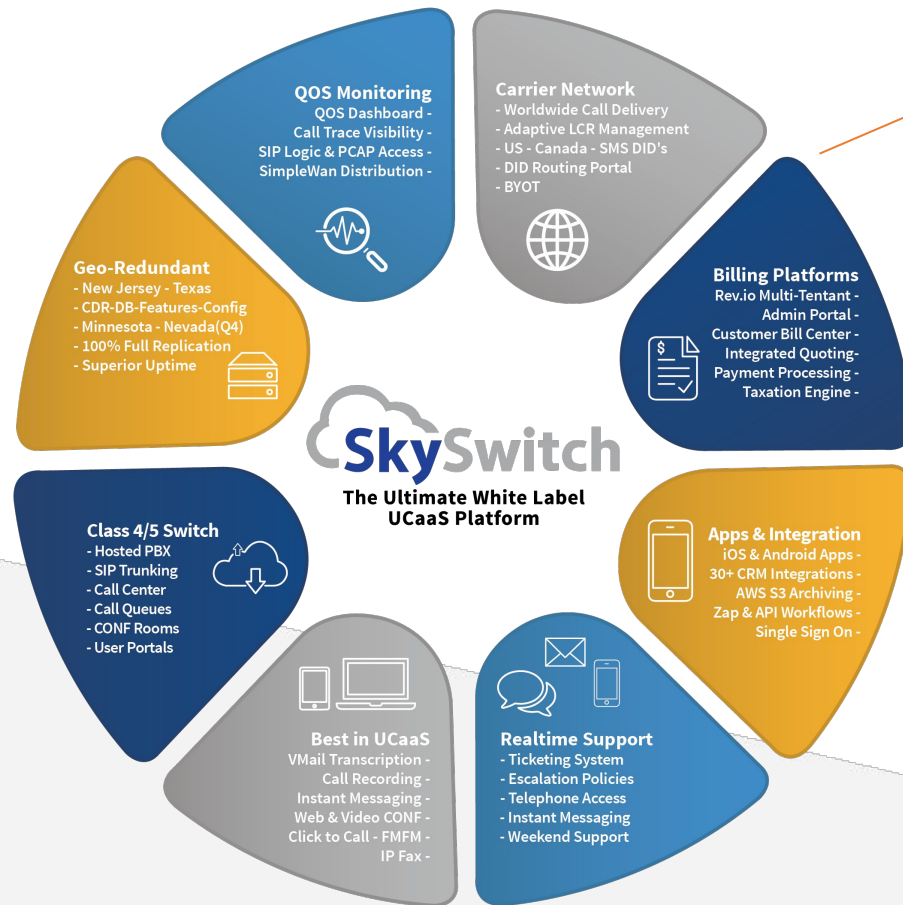 QOS Monitoring
QOS Dashboard -
Call Trace Visibility -
SIP Logic & PCAP Access -
SimpleWan Distribution -
Carrier Network
- Worldwide Call Delivery
- Adaptive LCR Management
- US - Canada - SMS DID's
- DID Routing Portal
- BYOT
Geo-Redundant
- New Jersey - Texas
- CDR-DB-Features-Config
- Minnesota - Nevada(Q4)
- 100% Full Replication
- Superior Uptime
Billing Platforms
Rev.io Multi-Tentant -
Admin Portal -
Customer Bill Center -
Integrated Quoting-
Payment Processing -
Taxation Engine -
$
SkySwitch
The Ultimate White Label
UCaaS Platform
Class 4/5 Switch
- Hosted PBX
- SIP Trunking
- Call Center
- Call Queues
- CONF Rooms
- User Portals
Apps & Integration
iOS & Android Apps -
30+ CRM Integrations -
AWS S3 Archiving -
Zap & API Workflows -
Single Sign On -
Best in UCaaS
VMail Transcription -
Call Recording -
Instant Messaging -
Web & Video CONF -
Click to Call - FMFM -
IP Fax -
Realtime Support
- Ticketing System
- Escalation Policies
- Telephone Access
- Instant Messaging
- Weekend Support